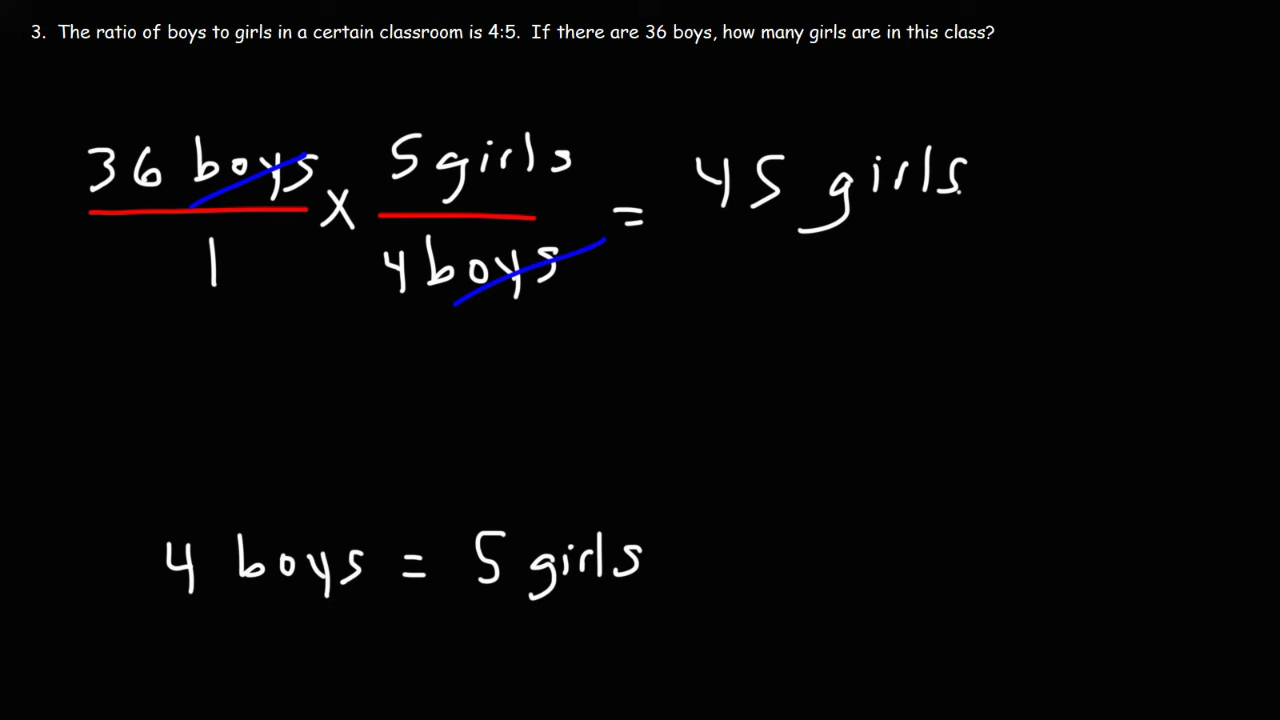 3. The ratio of boys to girls in a certain classroom is 4:5. If there are 36 boys, how many girls are in this class?
36 boys x 5 girls = 45 girls.
1 4 boys
4 boys = 5 girls